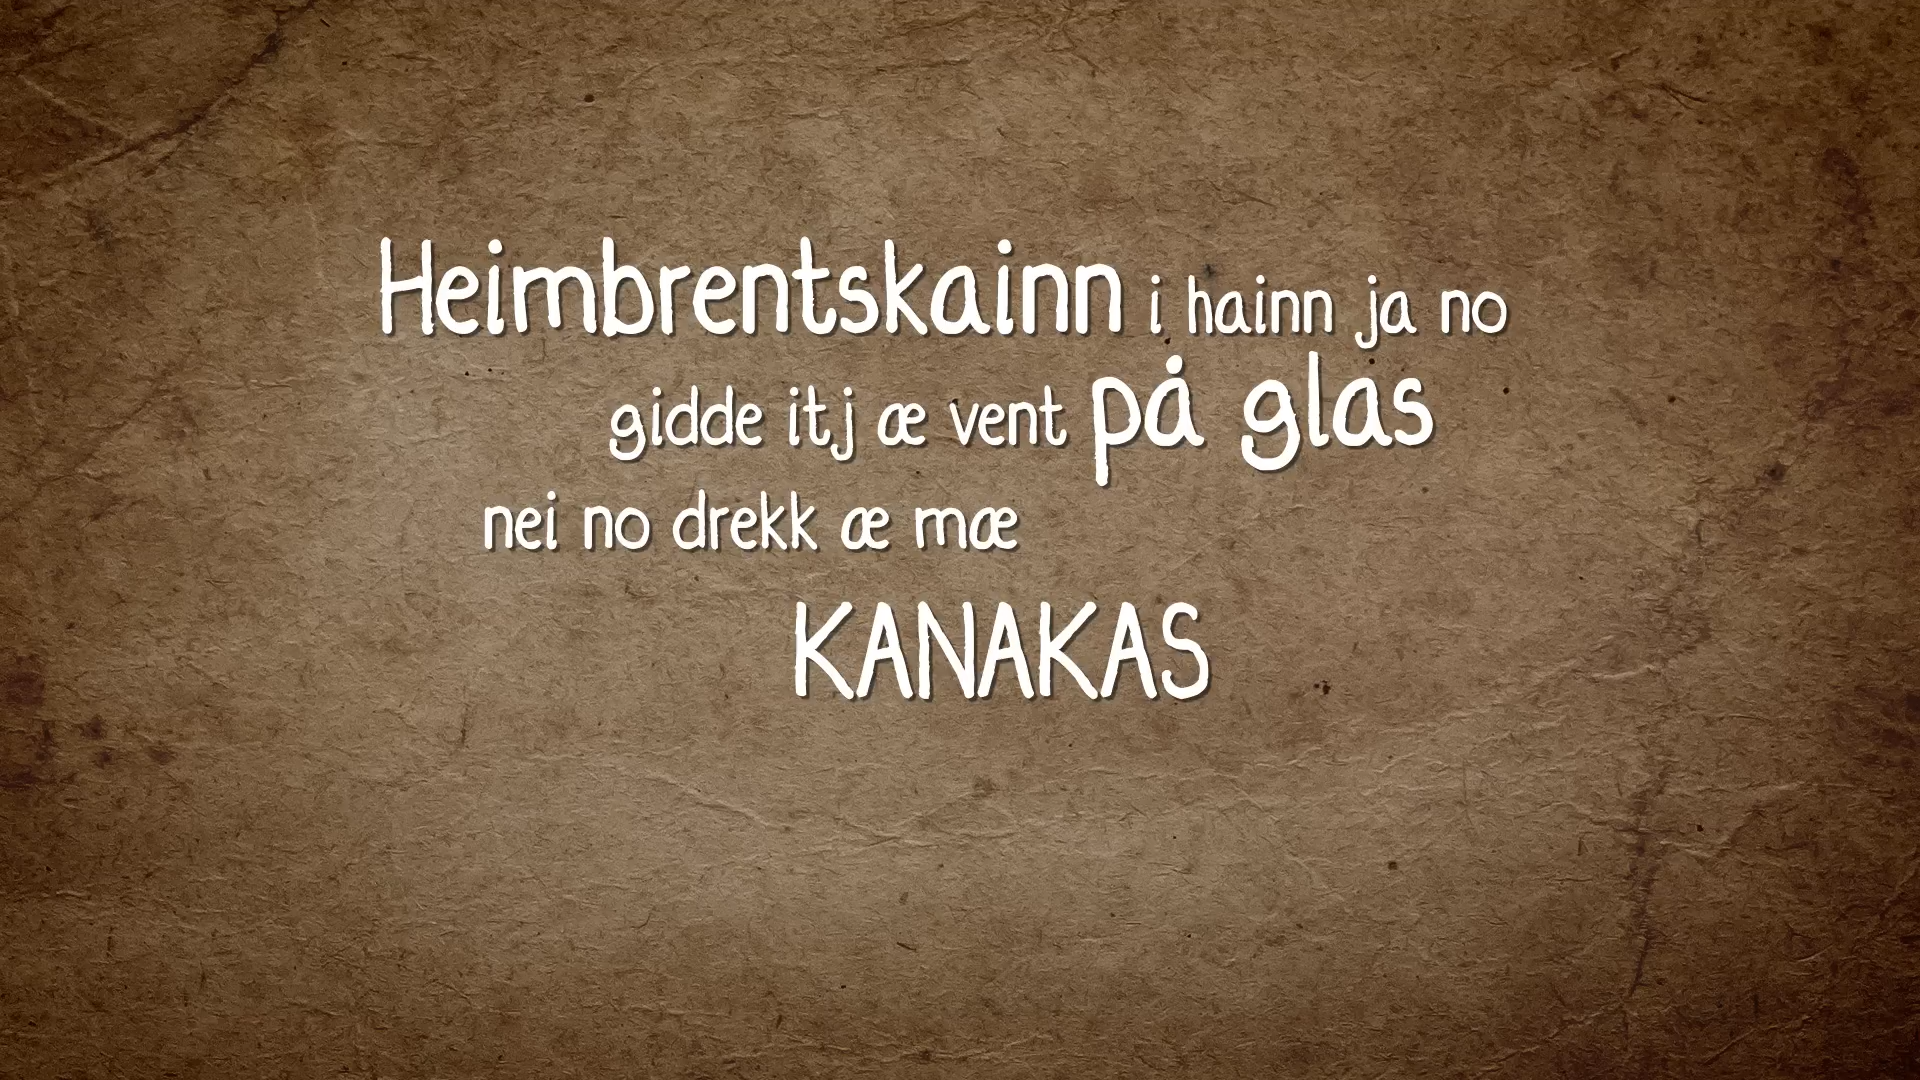 Heimbrentskainn i hainn ja no
gidde itj æ vent på glas
nei no drekk æ mæ
KANAKAS